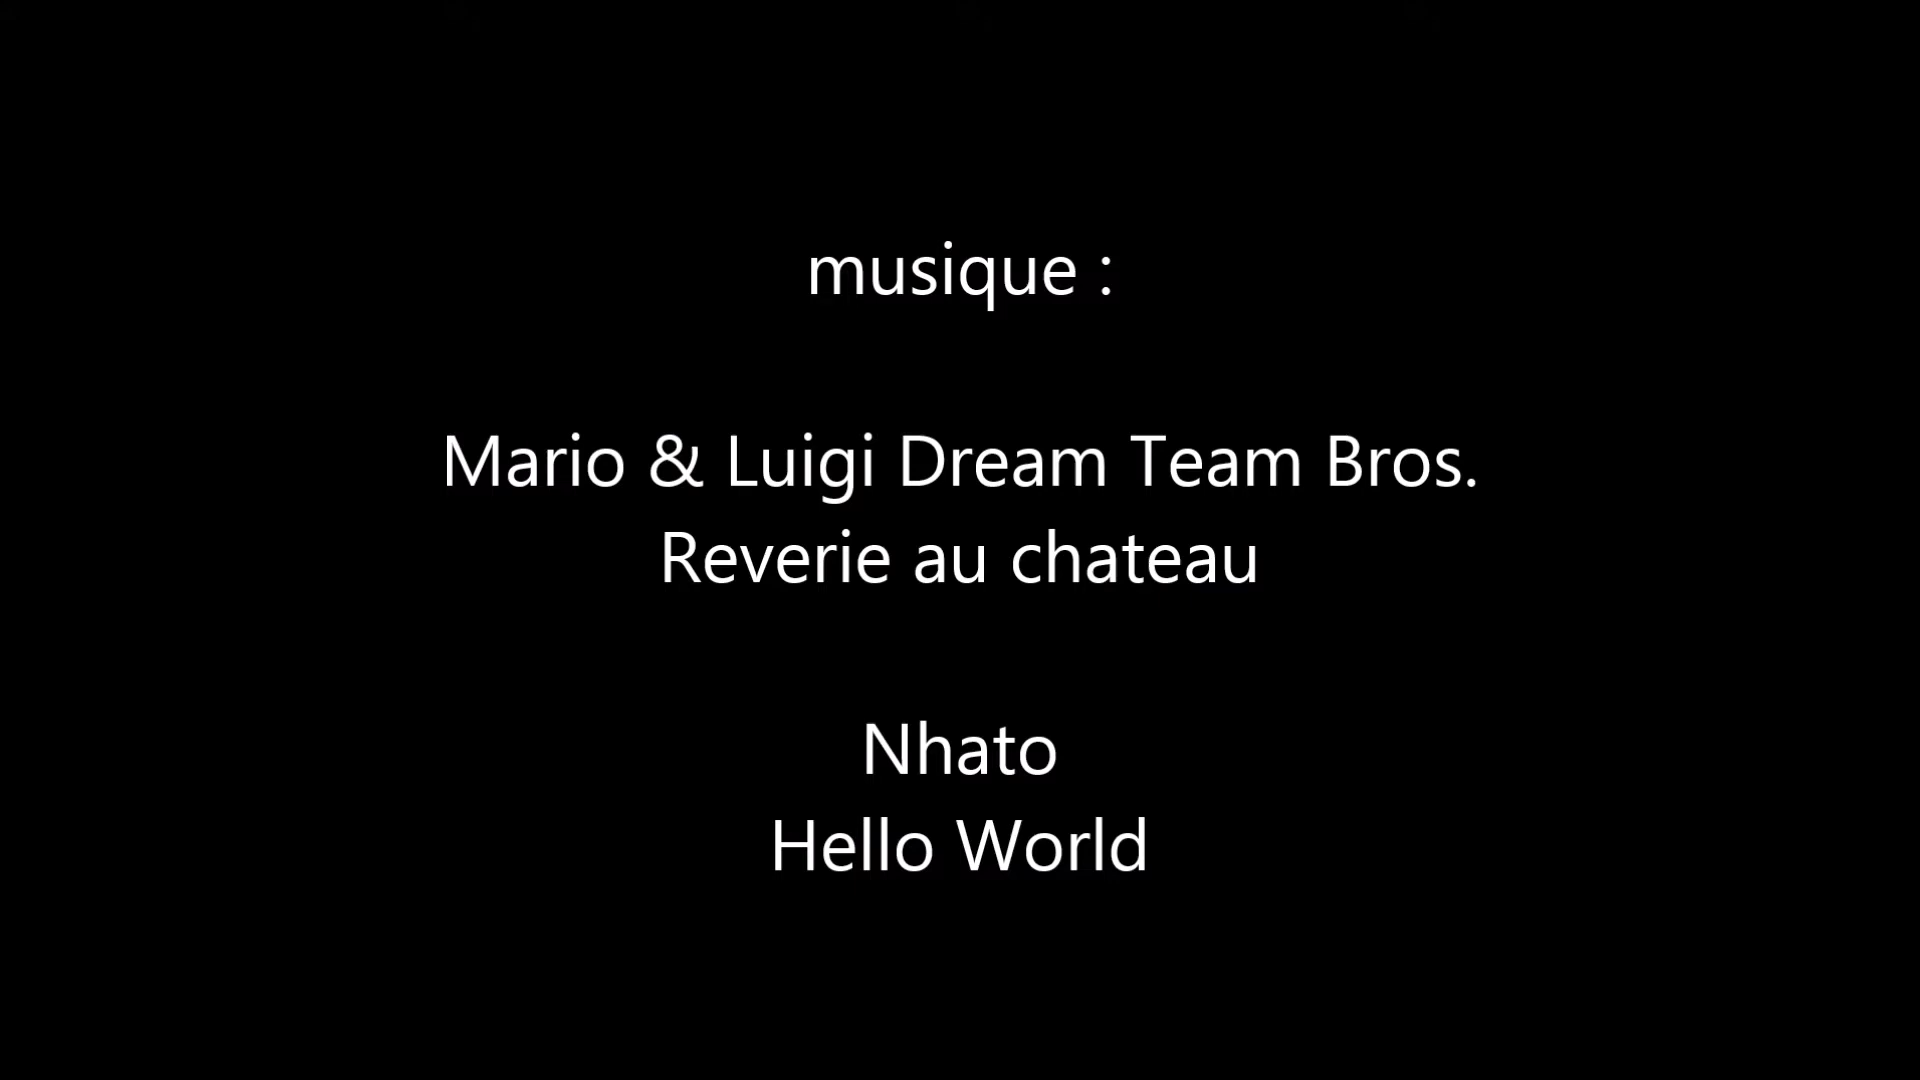 musique :
Mario & Luigi Dream Team Bros.
Reverie au chateau
Nhato
Hello World